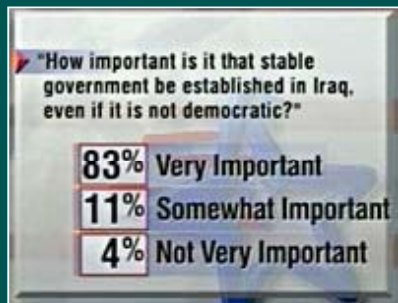 "How important is it that stable
government be established in Iraq,
even if it is not democratic?"
83% Very Important
11% Somewhat Important
4% Not Very Important